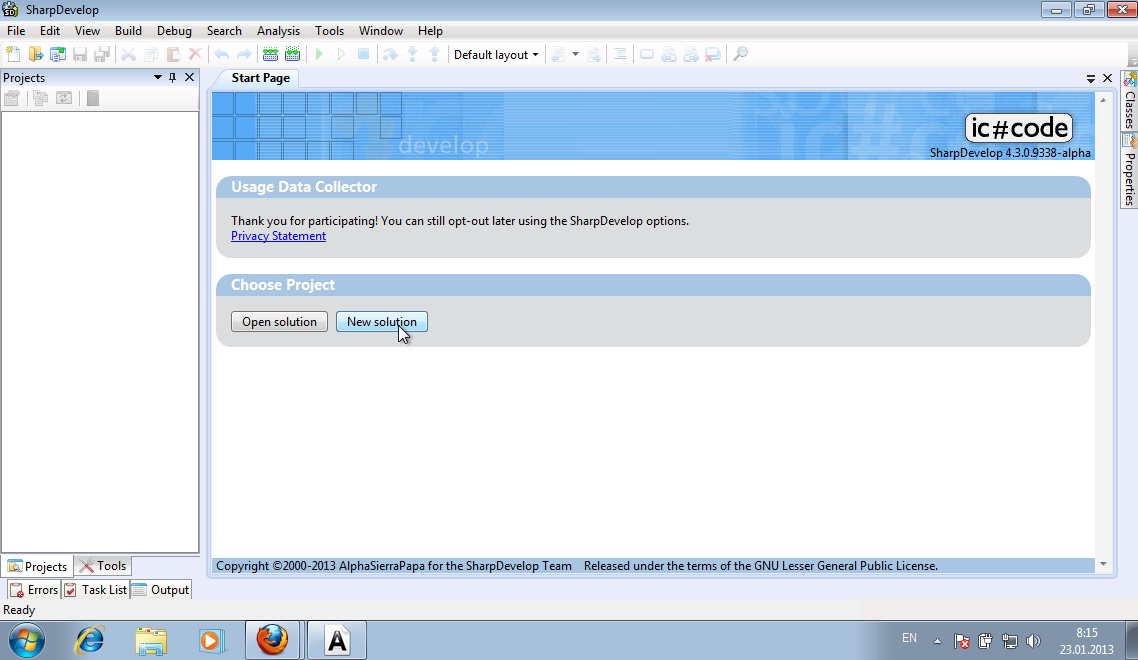 SharpDevelop
File Edit View Build Debug Search Analysis Tools Window Help
Default layout
Projects
Start Page
develop
ic#code
SharpDevelop 4.3.0.9338-alpha
Usage Data Collector
Thank you for participating! You can still opt-out later using the SharpDevelop options.
Privacy Statement
Choose Project
Open solution New solution
Classes
Properties
Copyright ©2000-2013 AlphaSierraPapa for the SharpDevelop Team Released under the terms of the GNU Lesser General Public License.
Projects Tools
Errors Task List Output
Ready
EN
8:15
23.01.2013